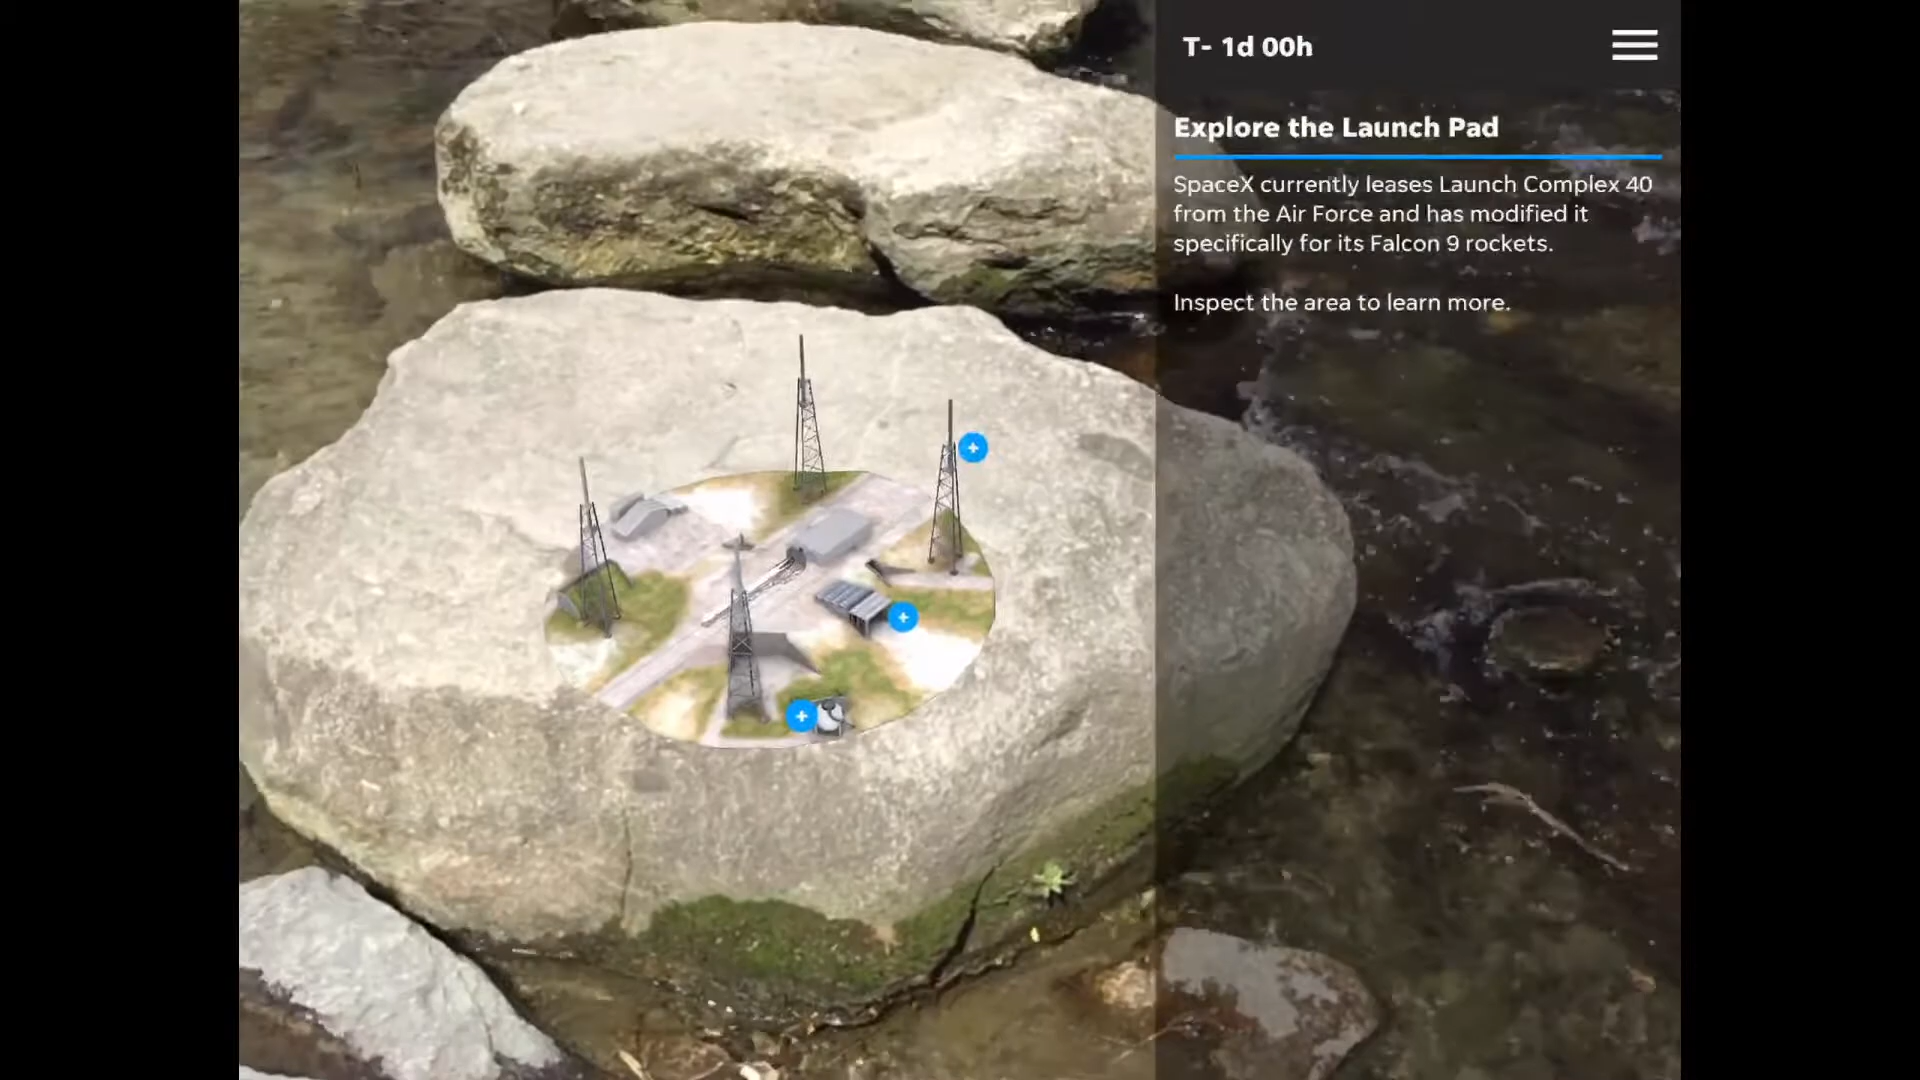 T- 1d 00h
Explore the Launch Pad
SpaceX currently leases Launch Complex 40
from the Air Force and has modified it
specifically for its Falcon 9 rockets.
Inspect the area to learn more.